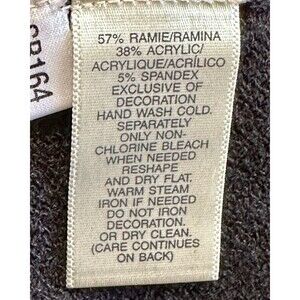 57% RAMIE/RAMINA
38% ACRYLIC/
ACRYLIQUE/ACRÍLICO
5% SPANDEX
EXCLUSIVE OF
DECORATION
HAND WASH COLD.
SEPARATELY
ONLY NON-
CHLORINE BLEACH
WHEN NEEDED
RESHAPE
AND DRY FLAT.
WARM STEAM
IRON IF NEEDED
DO NOT IRON
DECORATION.
OR DRY CLEAN.
(CARE CONTINUES
ON BACK)